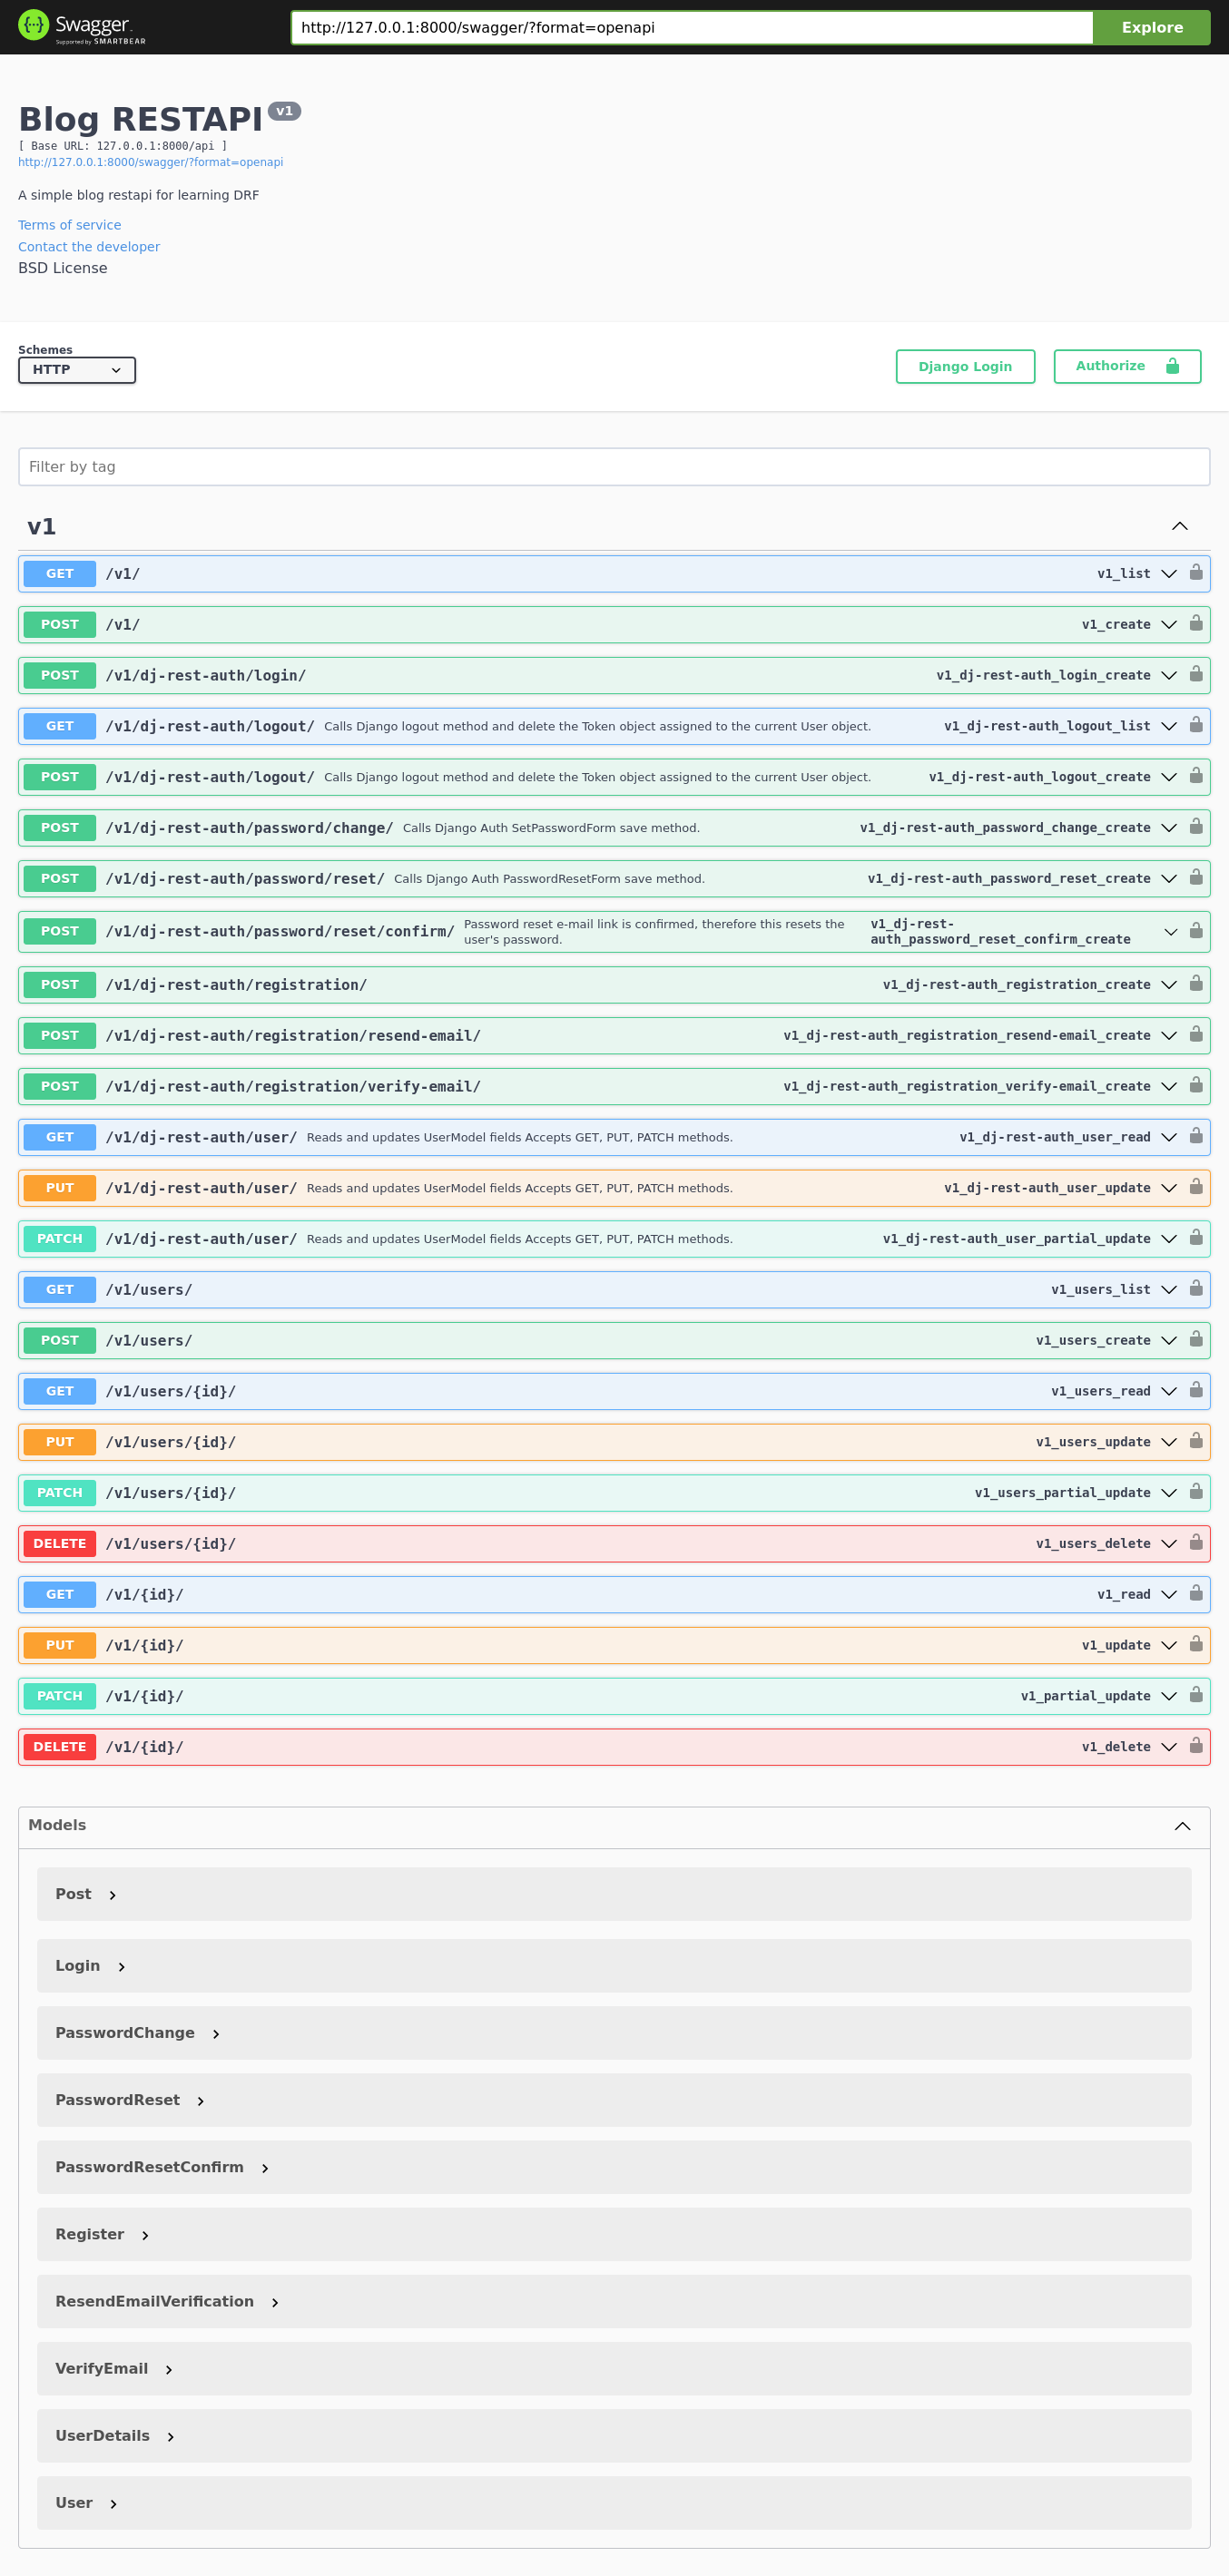 Swagger
Supported by SMARTBEAR
http://127.0.0.1:8000/swagger/?format=openapi
Explore
Blog RESTAPI v1
[ Base URL: 127.0.0.1:8000/api ]
http://127.0.0.1:8000/swagger/?format=openapi
A simple blog restapi for learning DRF
Terms of service
Contact the developer
BSD License
Schemes
HTTP
Django Login
Authorize
Filter by tag
v1
GET /v1/ v1_list
POST /v1/ v1_create
POST /v1/dj-rest-auth/login/ v1_dj-rest-auth_login_create
GET /v1/dj-rest-auth/logout/ Calls Django logout method and delete the Token object assigned to the current User object. v1_dj-rest-auth_logout_list
POST /v1/dj-rest-auth/logout/ Calls Django logout method and delete the Token object assigned to the current User object. v1_dj-rest-auth_logout_create
POST /v1/dj-rest-auth/password/change/ Calls Django Auth SetPasswordForm save method. v1_dj-rest-auth_password_change_create
POST /v1/dj-rest-auth/password/reset/ Calls Django Auth PasswordResetForm save method. v1_dj-rest-auth_password_reset_create
POST /v1/dj-rest-auth/password/reset/confirm/ Password reset e-mail link is confirmed, therefore this resets the
user's password. v1_dj-rest-
auth_password_reset_confirm_create
POST /v1/dj-rest-auth/registration/ v1_dj-rest-auth_registration_create
POST /v1/dj-rest-auth/registration/resend-email/ v1_dj-rest-auth_registration_resend-email_create
POST /v1/dj-rest-auth/registration/verify-email/ v1_dj-rest-auth_registration_verify-email_create
GET /v1/dj-rest-auth/user/ Reads and updates UserModel fields Accepts GET, PUT, PATCH methods. v1_dj-rest-auth_user_read
PUT /v1/dj-rest-auth/user/ Reads and updates UserModel fields Accepts GET, PUT, PATCH methods. v1_dj-rest-auth_user_update
PATCH /v1/dj-rest-auth/user/ Reads and updates UserModel fields Accepts GET, PUT, PATCH methods. v1_dj-rest-auth_user_partial_update
GET /v1/users/ v1_users_list
POST /v1/users/ v1_users_create
GET /v1/users/{id}/ v1_users_read
PUT /v1/users/{id}/ v1_users_update
PATCH /v1/users/{id}/ v1_users_partial_update
DELETE /v1/users/{id}/ v1_users_delete
GET /v1/{id}/ v1_read
PUT /v1/{id}/ v1_update
PATCH /v1/{id}/ v1_partial_update
DELETE /v1/{id}/ v1_delete
Models
Post
Login
PasswordChange
PasswordReset
PasswordResetConfirm
Register
ResendEmailVerification
VerifyEmail
UserDetails
User